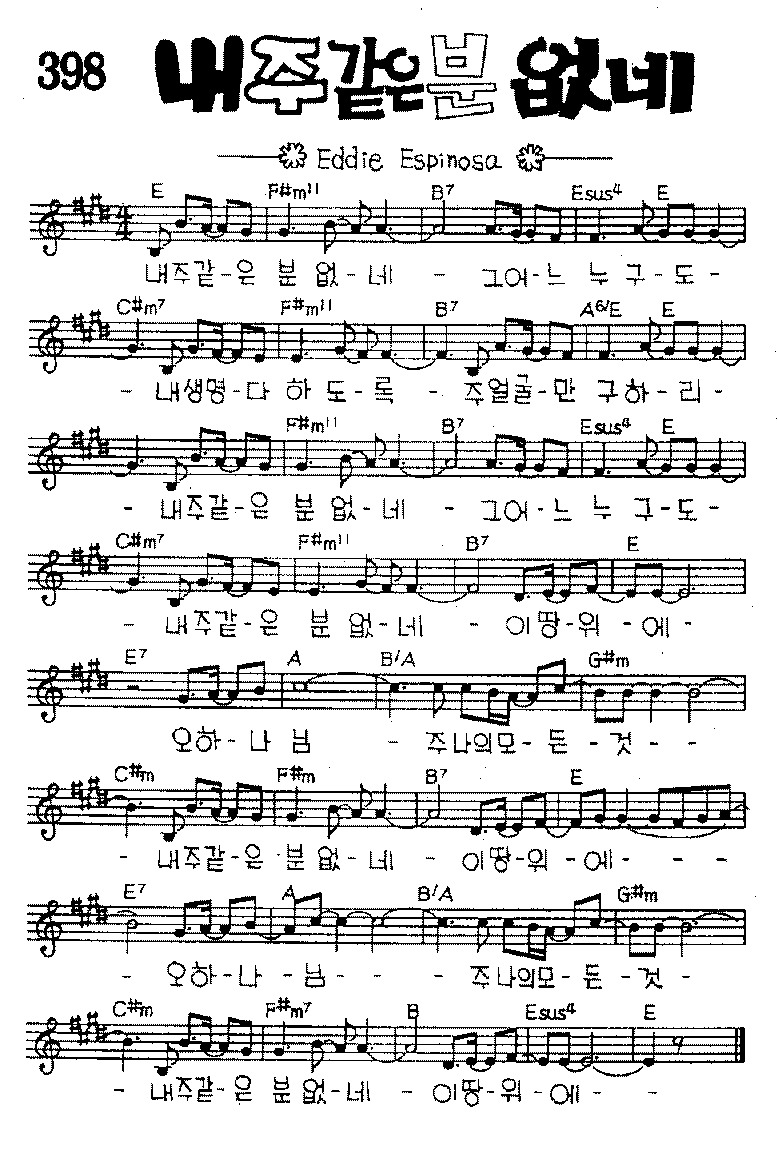 398 내 주 같은 분 없네
Eddie Espinosa
E F#m11 B7 Esus4 E
내주같-은 분 없-네 - 그어-느 누 구-도-
C#m7 F#m11 B7 A6/E E
-내생명-다 하 도-록 - 주얼굴-만 구하-리-
F#m11 B7 Esus4 E
-내주같-은 분 없-네 - 그어-느 누 구-도-
C#m7 F#m11 B7 E
-내주같-은 분 없-네 - 이땅-위-에-
E7 A B/A G#m
오하-나 님 - 주나의모-든-것--
C#m F#m B7 E
-내주같-은-분없-네 - 이땅-위-에---
E7 A B/A G#m
-오하-나-님--- 주나의모-든-것-
C#m F#m7 B Esus4 E
-내주같-은 분없-네 - 이땅-위-에---